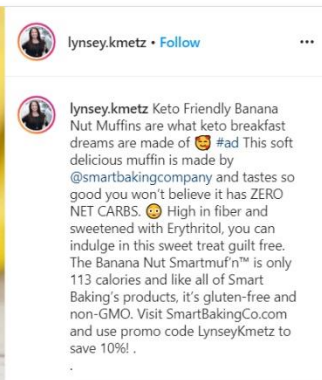 lynsey.kmetz • Follow
...
lynsey.kmetz Keto Friendly Banana
Nut Muffins are what keto breakfast
dreams are made of 🥰 #ad This soft
delicious muffin is made by
@smartbakingcompany and tastes so
good you won't believe it has ZERO
NET CARBS. 😳 High in fiber and
sweetened with Erythritol, you can
indulge in this sweet treat guilt free.
The Banana Nut Smartmuf'n™ is only
113 calories and like all of Smart
Baking's products, it's gluten-free and
non-GMO. Visit SmartBakingCo.com
and use promo code LynseyKmetz to
save 10%! .
.